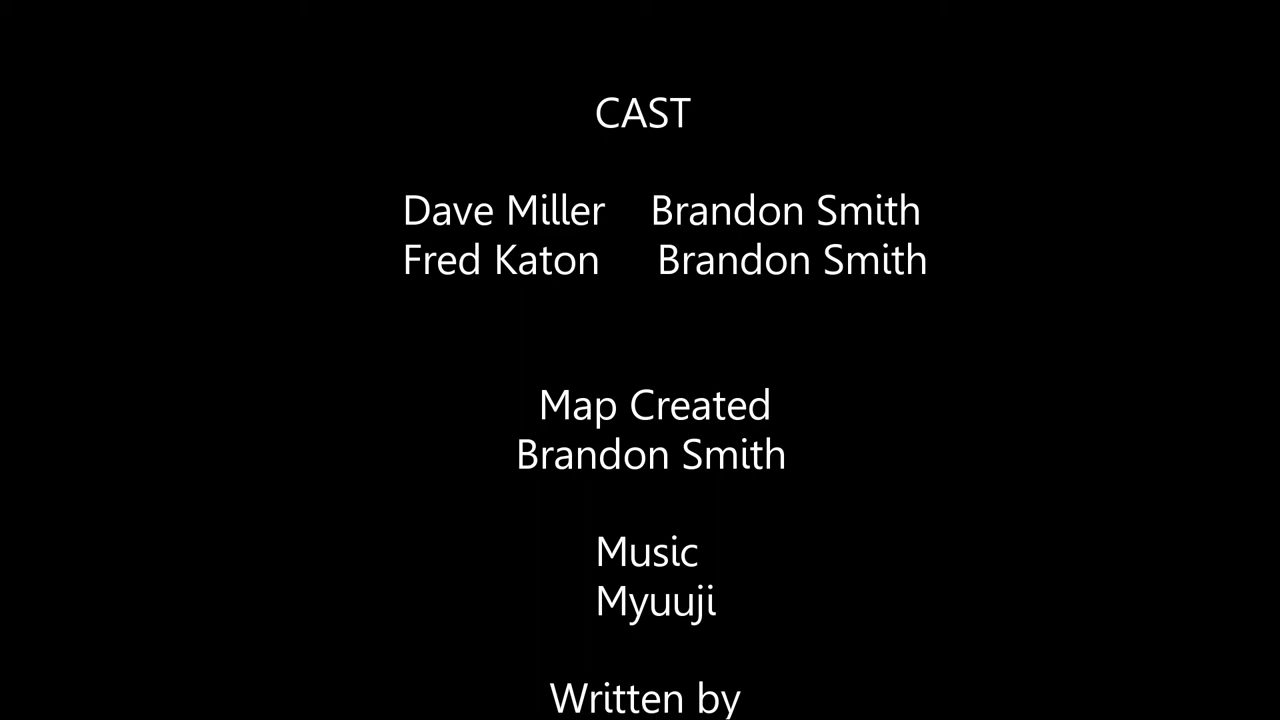 CAST
Dave Miller Brandon Smith
Fred Katon Brandon Smith
Map Created
Brandon Smith
Music
Myuuji
Written by